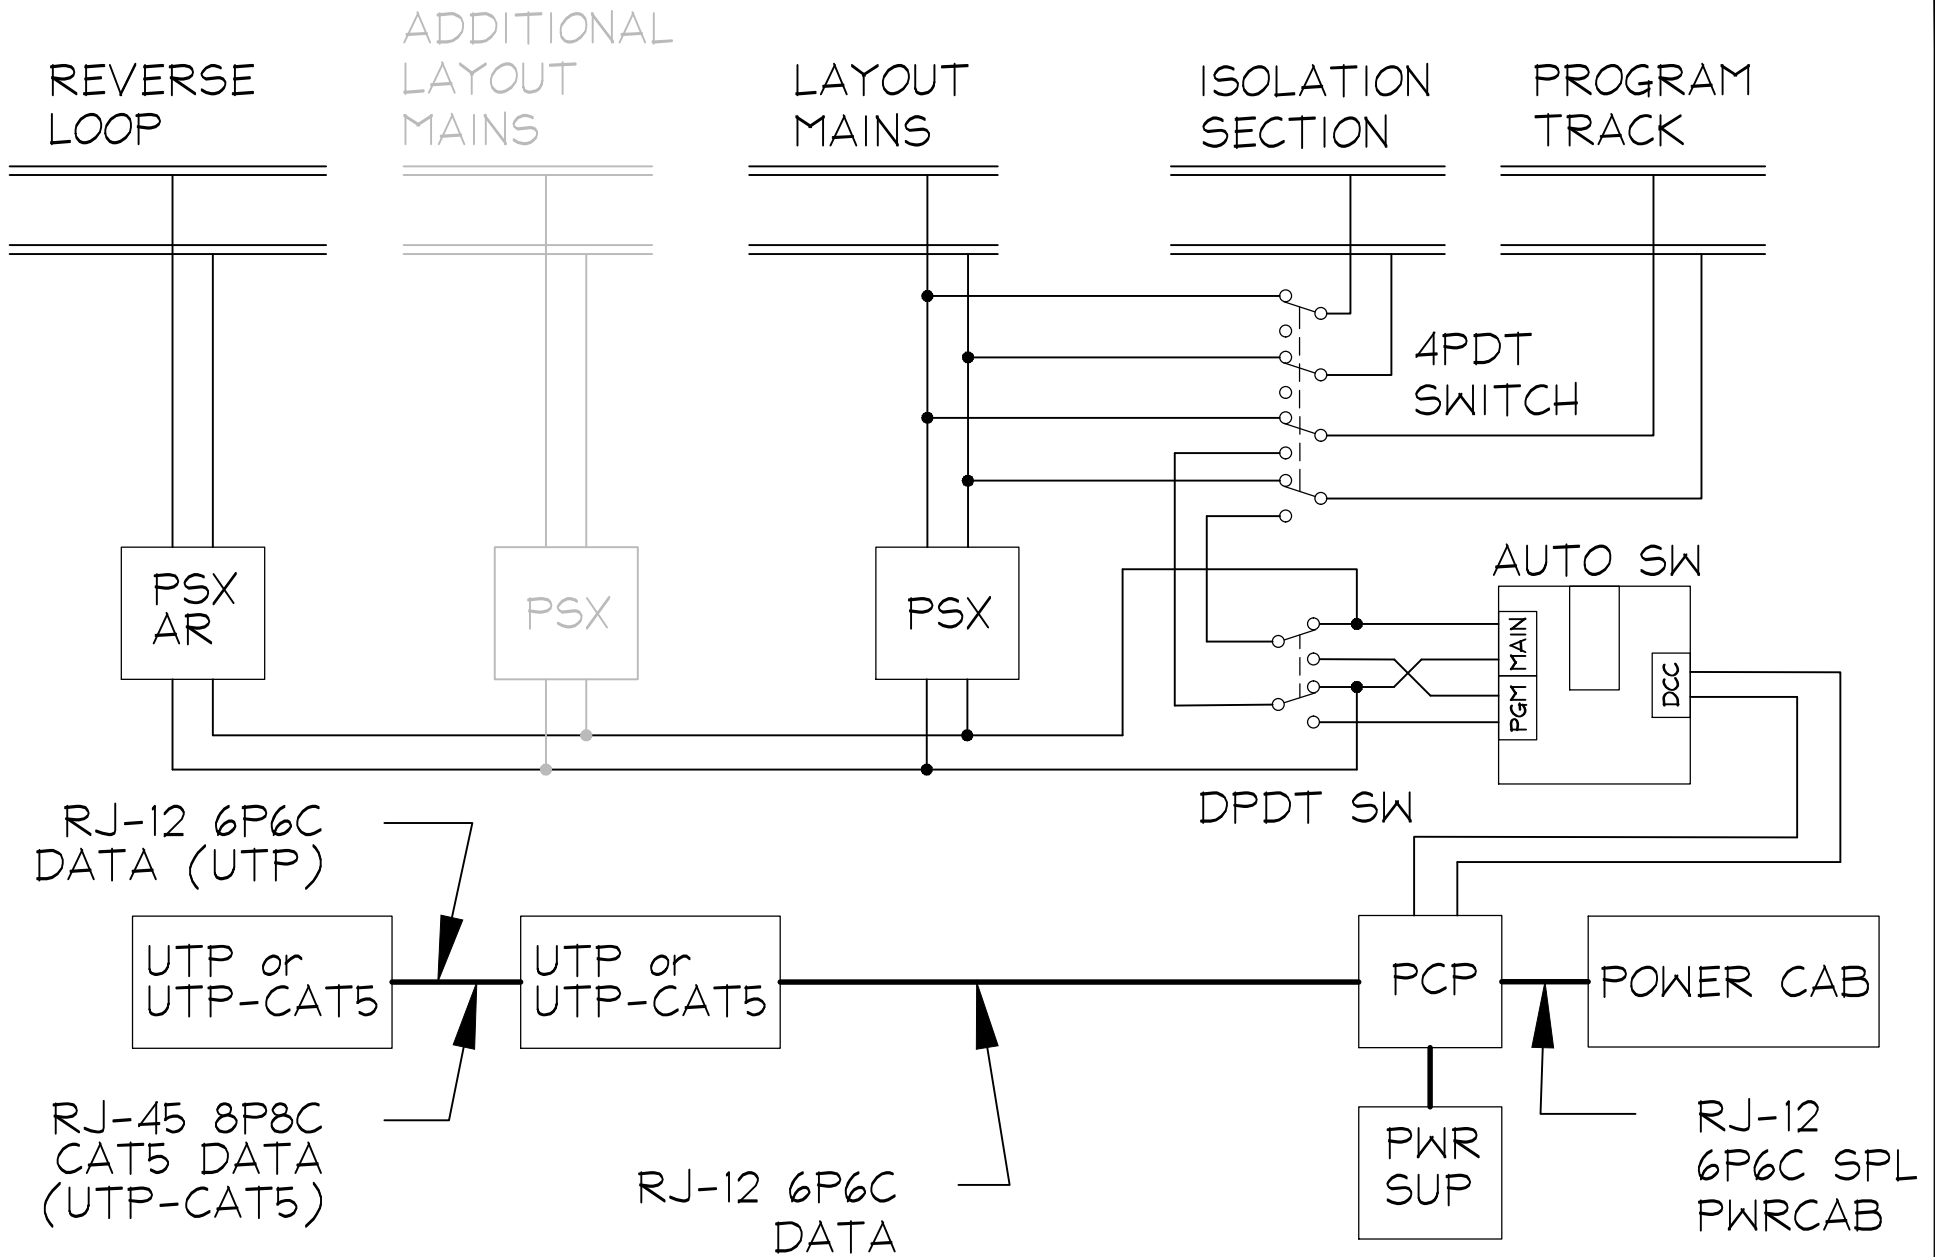 REVERSE
LOOP
ADDITIONAL
LAYOUT
MAINS
LAYOUT
MAINS
ISOLATION
SECTION
PROGRAM
TRACK
4PDT
SWITCH
PSX
AR
PSX
PSX
AUTO SW
MAIN
PGM
DCC
DPDT SW
RJ-12 6P6C
DATA (UTP)
UTP or
UTP-CAT5
UTP or
UTP-CAT5
PCP
POWER CAB
RJ-45 8P8C
CAT5 DATA
(UTP-CAT5)
RJ-12 6P6C
DATA
PWR
SUP
RJ-12
6P6C SPL
PWRCAB